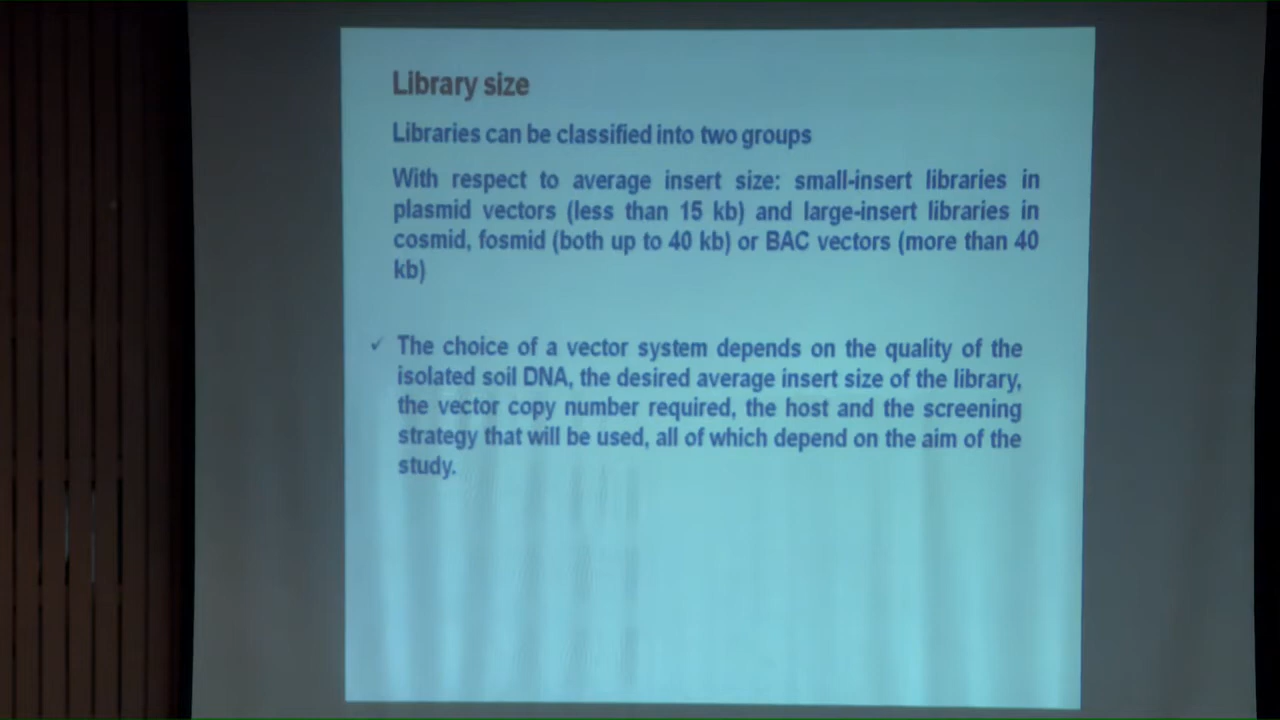 Library size
Libraries can be classified into two groups
With respect to average insert size: small-insert libraries in
plasmid vectors (less than 15 kb) and large-insert libraries in
cosmid, fosmid (both up to 40 kb) or BAC vectors (more than 40
kb)
✓ The choice of a vector system depends on the quality of the
isolated soil DNA, the desired average insert size of the library,
the vector copy number required, the host and the screening
strategy that will be used, all of which depend on the aim of the
study.